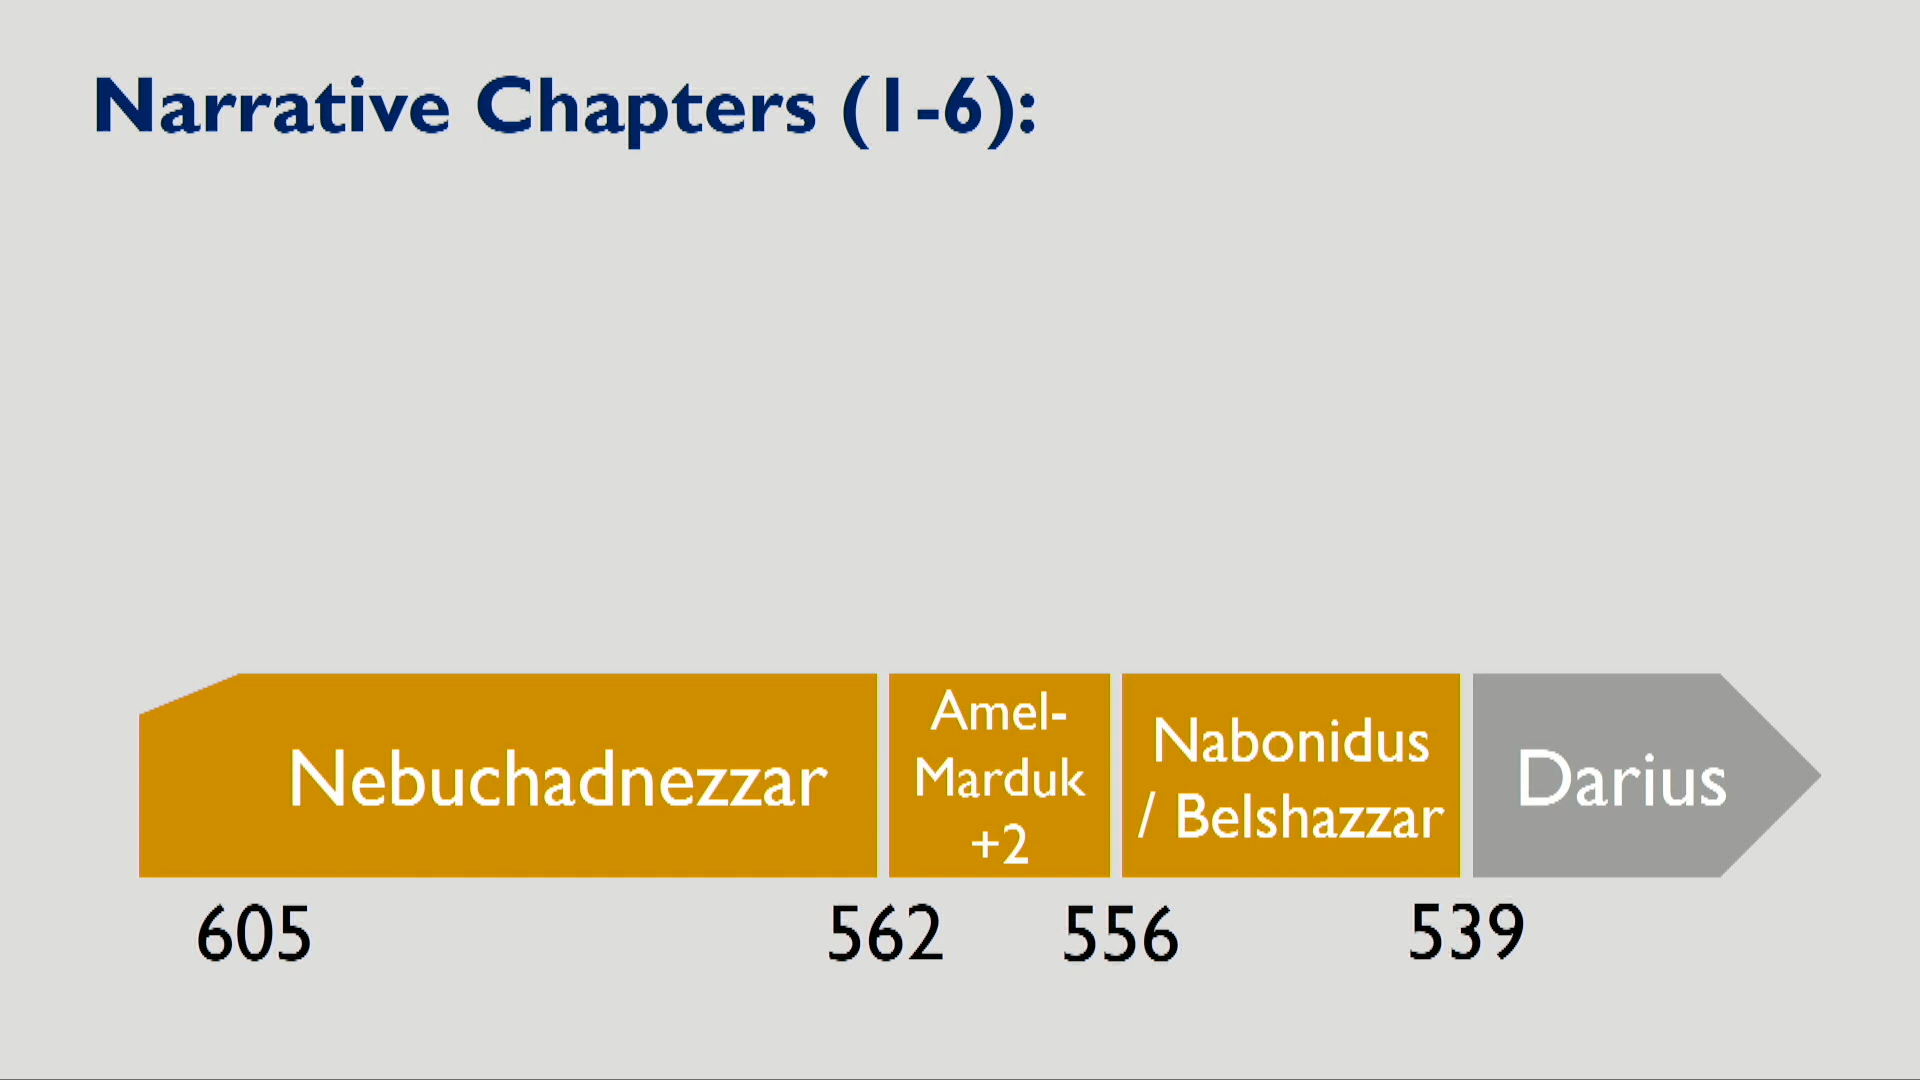 Narrative Chapters (1-6):
Nebuchadnezzar
Amel-
Marduk
+2
Nabonidus
/ Belshazzar
Darius
605
562
556
539